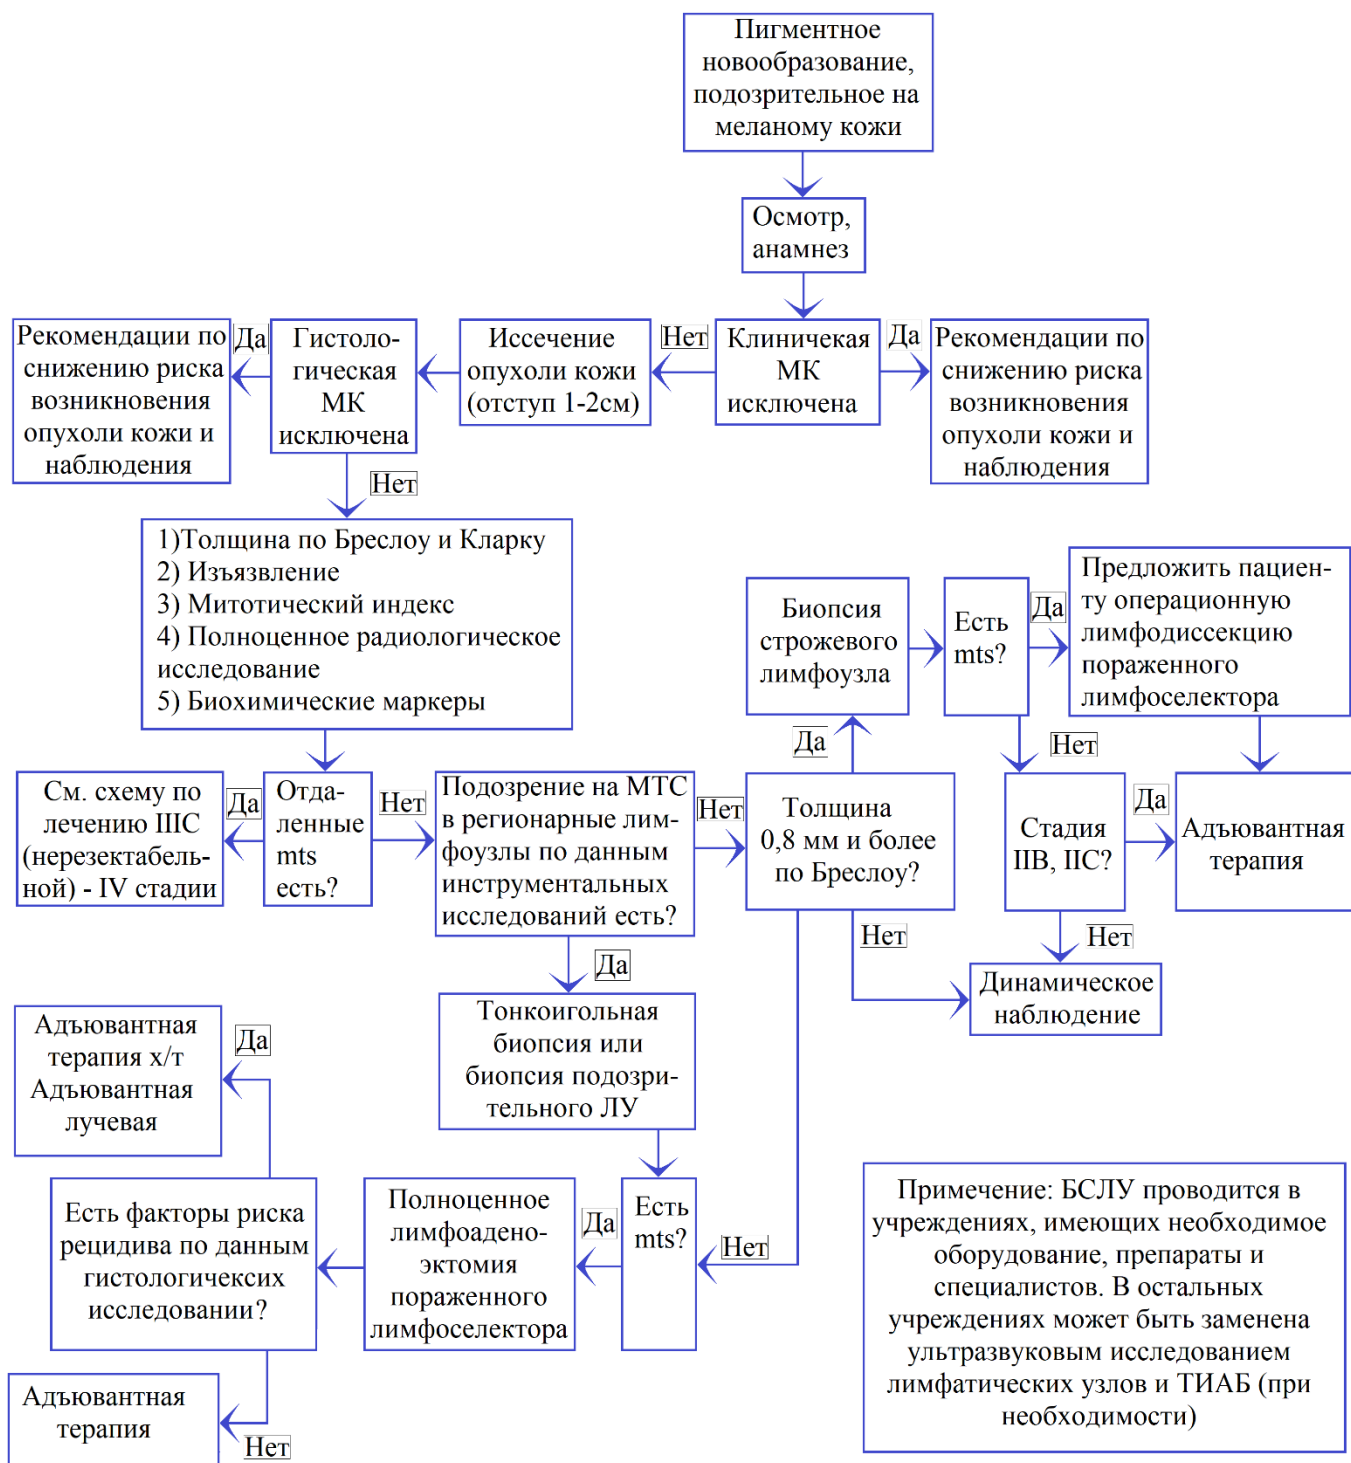 Пигментное
новообразование,
подозрительное на
меланому кожи
Осмотр,
анамнез
Рекомендации по
снижению риска
возникновения
опухоли кожи и
наблюдения
Да
Гистоло-
гическая
МК
исключена
Иссечение
опухоли кожи
(отступ 1-2см)
Нет
Клиничекая
МК
исключена
Да
Рекомендации по
снижению риска
возникновения
опухоли кожи и
наблюдения
Нет
1)Толщина по Бреслоу и Кларку
2) Изъязвление
3) Митотический индекс
4) Полноценное радиологическое
исследование
5) Биохимические маркеры
Биопсия
строжевого
лимфоузла
Есть
mts?
Да
Предложить пациен-
ту операционную
лимфодиссекцию
пораженного
лимфоселектора
Да
Нет
См. схему по
лечению IIIC
(нерезектабель-
ной) - IV стадии
Да
Отда-
ленные
mts
есть?
Нет
Подозрение на МТС
в регионарные лим-
фоузлы по данным
инструментальных
исследований есть?
Нет
Толщина
0,8 мм и более
по Бреслоу?
Стадия
IIB, IIC?
Да
Адъювантная
терапия
Нет
Нет
Да
Динамическое
наблюдение
Тонкоигольная
биопсия или
биопсия подозри-
тельного ЛУ
Адъювантная
терапия х/т
Адъювантная
лучевая
Да
Есть факторы риска
рецидива по данным
гистологичексих
исследовании?
Полноценное
лимфоадено-
эктомия
пораженного
лимфоселектора
Да
Есть
mts?
Нет
Адъювантная
терапия
Нет
Примечение: БСЛУ проводится в
учреждениях, имеющих необходимое
оборудование, препараты и
специалистов. В остальных
учреждениях может быть заменена
ультразвуковым исследованием
лимфатических узлов и ТИАБ (при
необходимости)